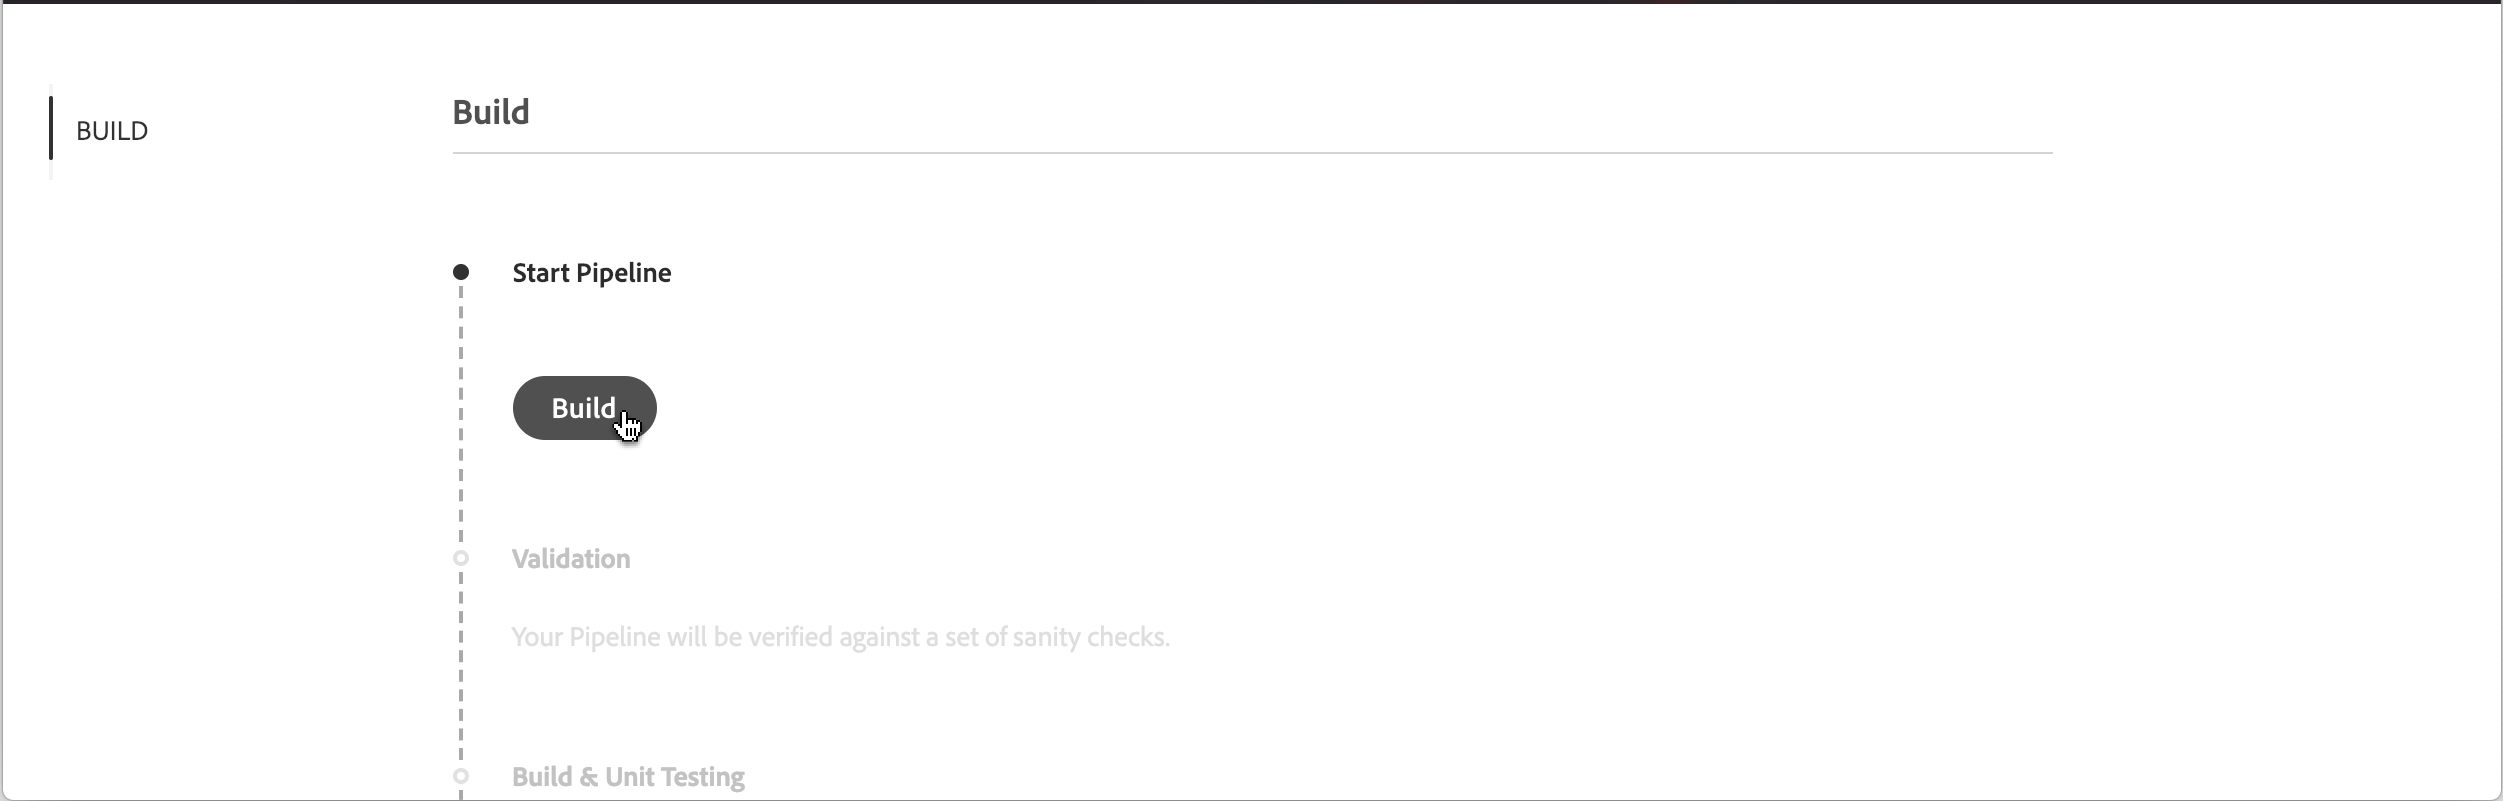 BUILD
Build
Start Pipeline
Build
Validation
Your Pipeline will be verified against a set of sanity checks.
Build & Unit Testing